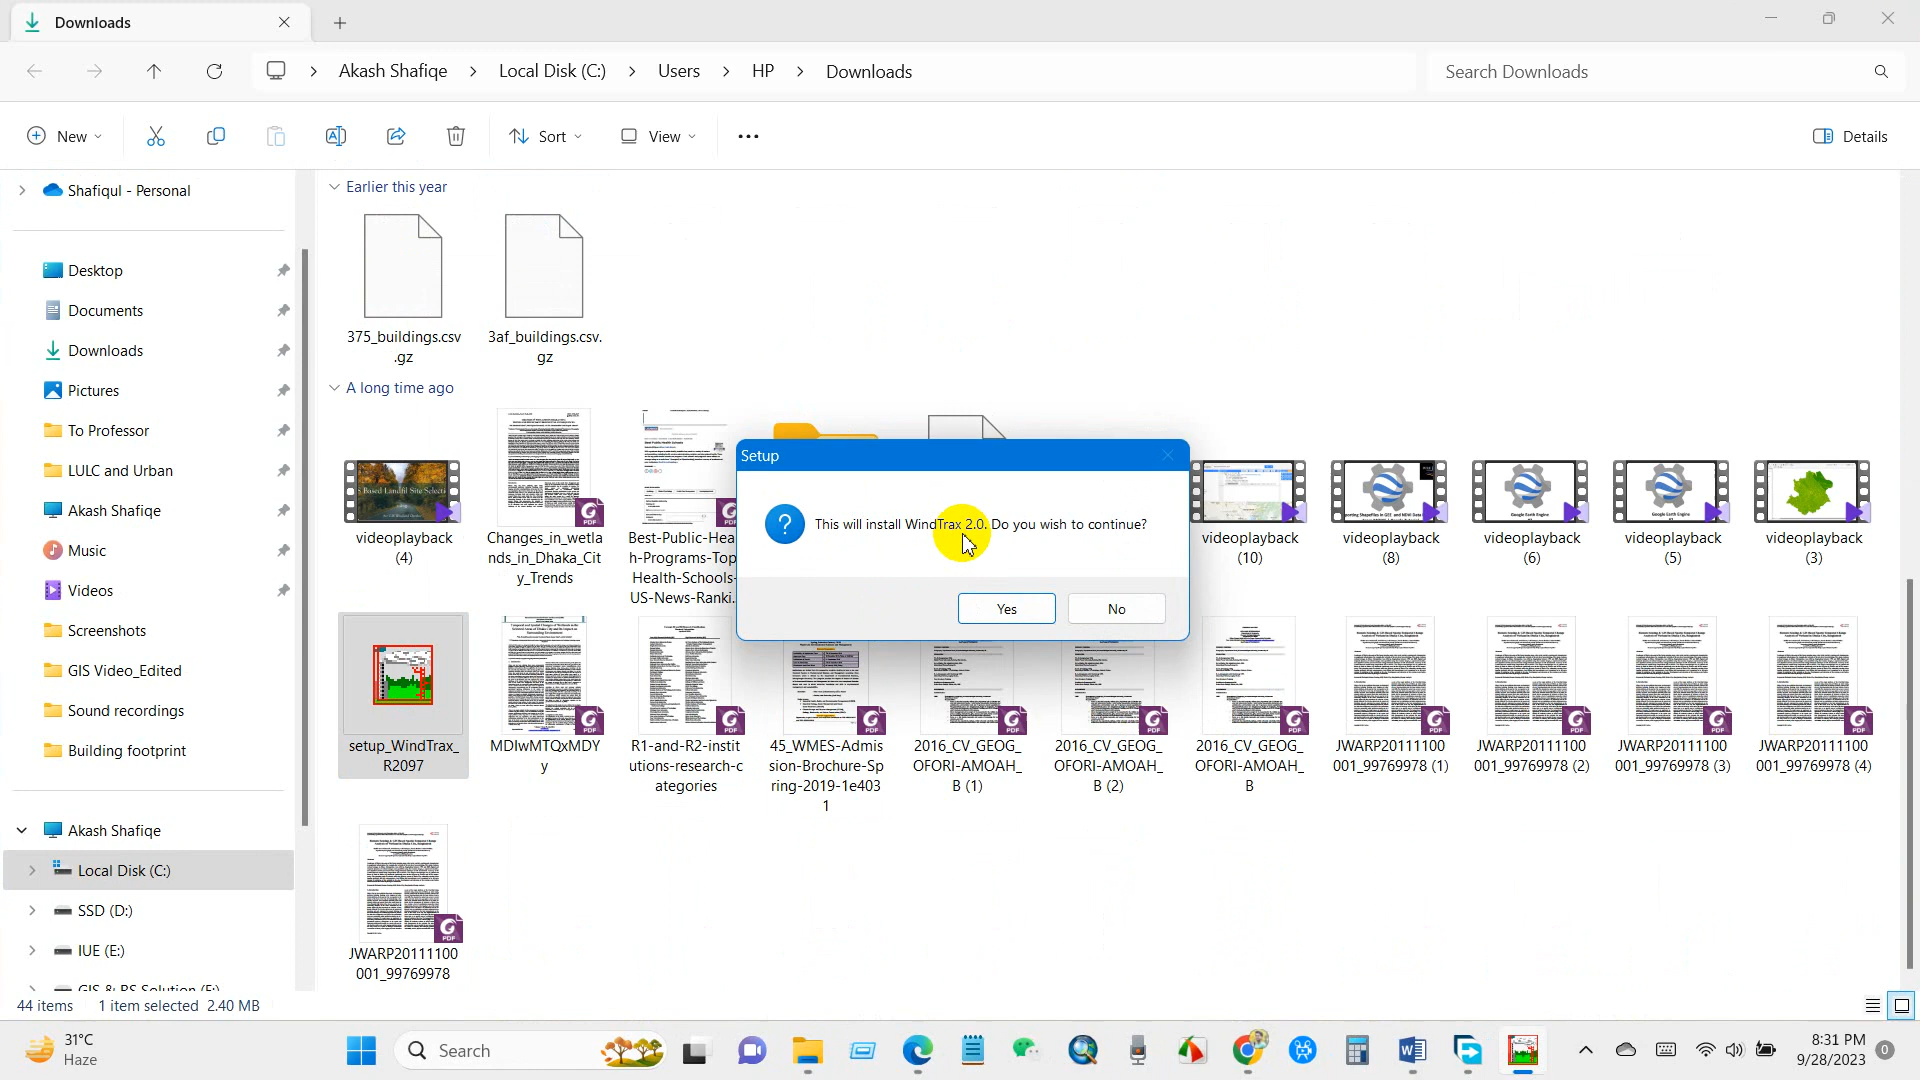 Downloads
Akash Shafiqe
Local Disk (C:)
Users
HP
Downloads
Search Downloads
New
Sort
View
Details
Shafiqul - Personal
Desktop
Documents
Downloads
Pictures
To Professor
LULC and Urban
Akash Shafiqe
Music
Videos
Screenshots
GIS Video_Edited
Sound recordings
Building footprint
Akash Shafiqe
Local Disk (C:)
SSD (D:)
IUE (E:)
GIS & RS Solution (F:)
Earlier this year
375_buildings.csv
.gz
3af_buildings.csv.
gz
A long time ago
videoplayback
(4)
Changes_in_wetla
nds_in_Dhaka_Cit
y_Trends
Best-Public-Hea
h-Programs-Top
Health-Schools-
US-News-Ranki.
Setup
This will install WindTrax 2.0. Do you wish to continue?
Yes
No
videoplayback
(10)
videoplayback
(8)
videoplayback
(6)
videoplayback
(5)
videoplayback
(3)
setup_WindTrax_
R2097
MDIwMTQxMDY
y
R1-and-R2-instit
utions-research-c
ategories
45_WMES-Admis
sion-Brochure-Sp
ring-2019-1e403
1
2016_CV_GEOG_
OFORI-AMOAH_
B (1)
2016_CV_GEOG_
OFORI-AMOAH_
B (2)
2016_CV_GEOG_
OFORI-AMOAH_
B
JWARP20111100
001_99769978 (1)
JWARP20111100
001_99769978 (2)
JWARP20111100
001_99769978 (3)
JWARP20111100
001_99769978 (4)
JWARP20111100
001_99769978
44 items
1 item selected 2.40 MB
31°C
Haze
Search
8:31 PM
9/28/2023
0